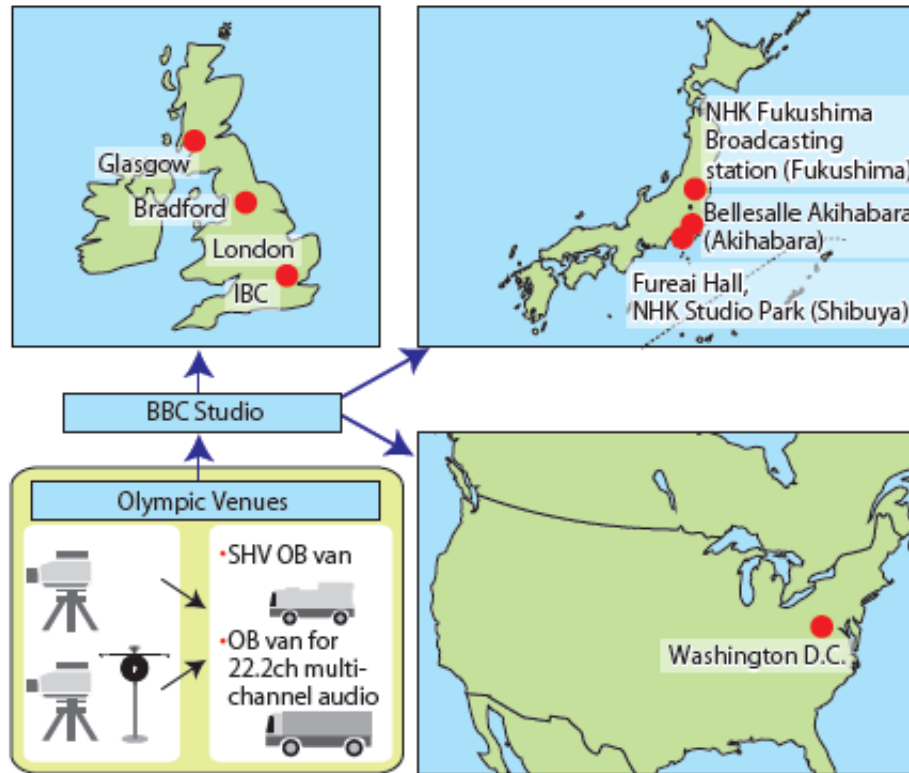 Glasgow
Bradford
London
IBC
NHK Fukushima
Broadcasting
station (Fukushima)
Bellesalle Akihabara
(Akihabara)
Fureai Hall,
NHK Studio Park (Shibuya)
BBC Studio
Olympic Venues
•SHV OB van
•OB van for
22.2ch multi-
channel audio
Washington D.C.